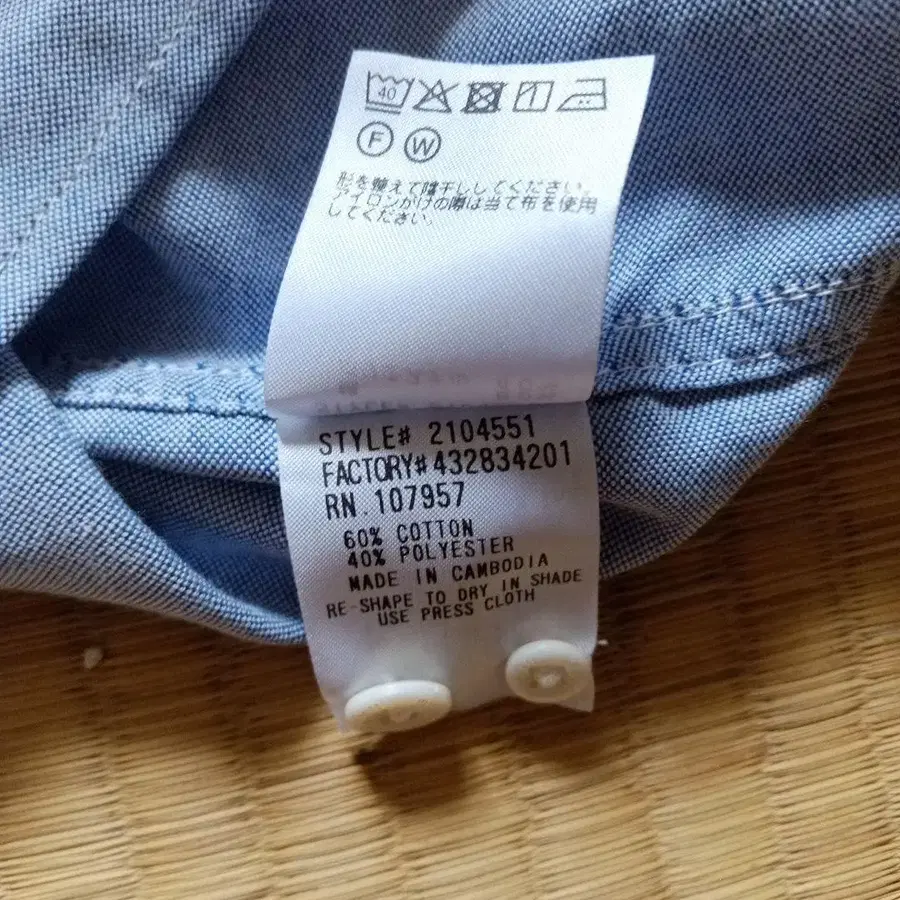 40
F W
形を整えて陰干ししてください。
アイロンがけの際は当て布を使用
してください。
STYLE# 2104551
FACTORY#432834201
RN.107957
60% COTTON
40% POLYESTER
MADE IN CAMBODIA
RE-SHAPE TO DRY IN SHADE
USE PRESS CLOTH